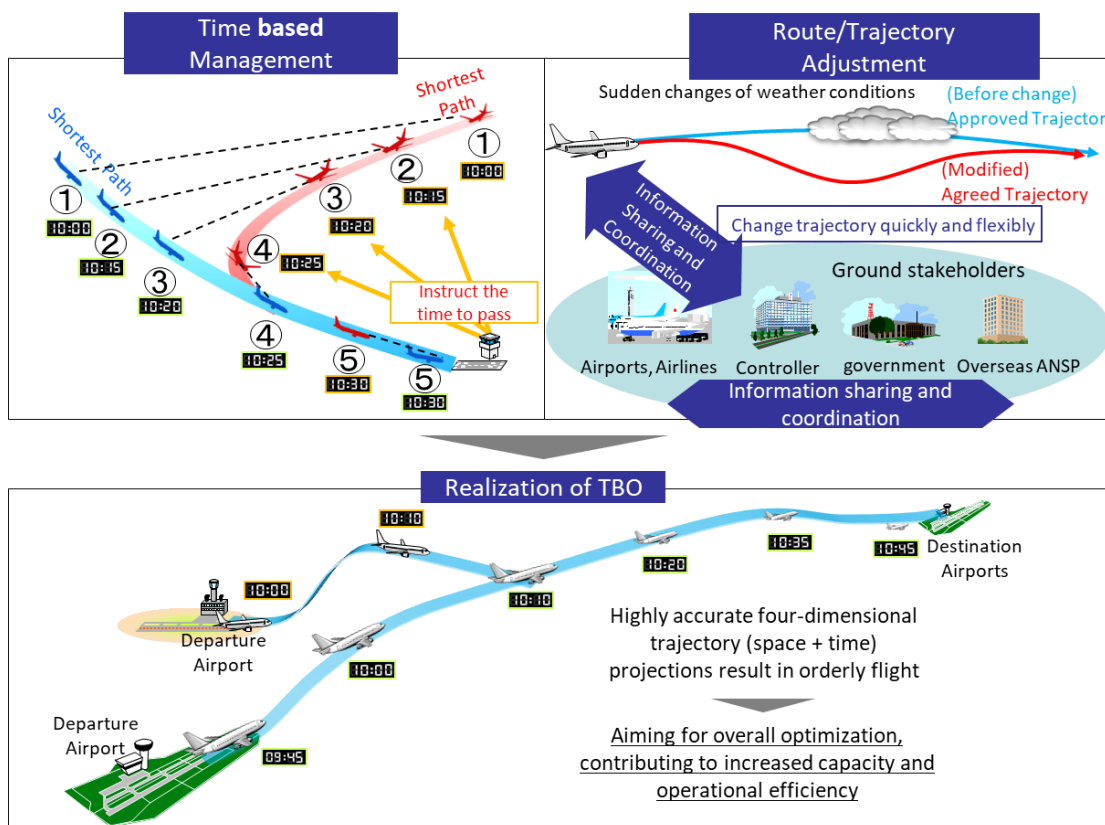 Time based
Management
Shortest
Path
Shortest Path
①
10:00
②
10:15
③
10:20
④
10:25
⑤
10:30
①
10:00
②
10:15
③
10:20
④
10:25
⑤
10:30
Instruct the
time to pass
Route/Trajectory
Adjustment
Sudden changes of weather conditions
(Before change)
Approved Trajector
(Modified)
Agreed Trajectory
Information
Sharing and
Coordination
Change trajectory quickly and flexibly
Ground stakeholders
Airports, Airlines
Controller
government
Overseas ANSP
Information sharing and
coordination
Realization of TBO
10:00
10:10
Departure
Airport
Departure
Airport
09:45
10:00
10:10
10:20
10:35
10:45
Destination
Airports
Highly accurate four-dimensional
trajectory (space + time)
projections result in orderly flight
Aiming for overall optimization,
contributing to increased capacity and
operational efficiency